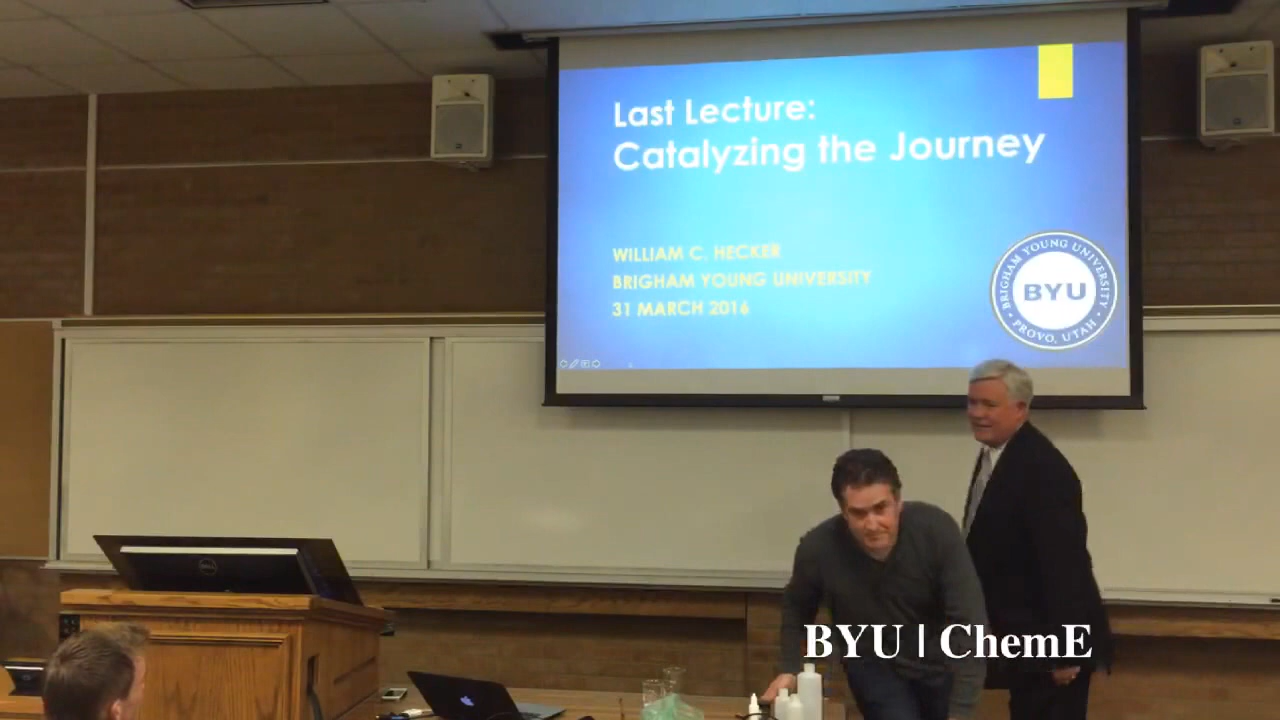 Last Lecture:
Catalyzing the Journey
WILLIAM C. HECKER
BRIGHAM YOUNG UNIVERSITY
31 MARCH 2016
BRIGHAM YOUNG UNIVERSITY
BYU
PROVO, UTAH
DELL
BYU | ChemE